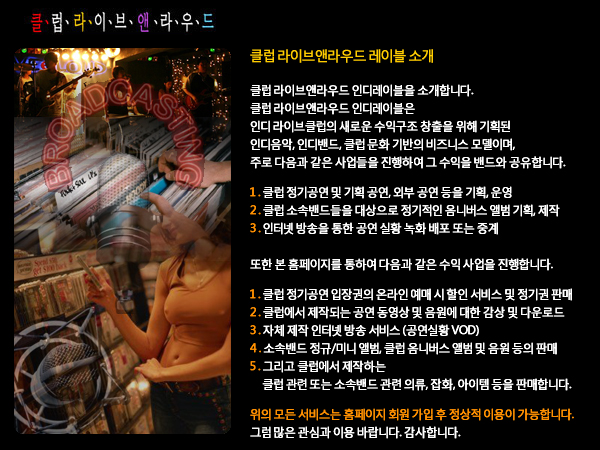 클、럽、라、이、브、앤、라、우、드
클럽 라이브앤라우드 레이블 소개
클럽 라이브앤라우드 인디레이블을 소개합니다.
클럽 라이브앤라우드 인디레이블은
인디 라이브클럽의 새로운 수익구조 창출을 위해 기획된
인디음악, 인디밴드, 클럽 문화 기반의 비즈니스 모델이며,
주로 다음과 같은 사업들을 진행하여 그 수익을 밴드와 공유합니다.
1. 클럽 정기공연 및 기획 공연, 외부 공연 등을 기획, 운영
2. 클럽 소속밴드들을 대상으로 정기적인 옴니버스 앨범 기획, 제작
3. 인터넷 방송을 통한 공연 실황 녹화 배포 또는 중계
또한 본 홈페이지를 통하여 다음과 같은 수익 사업을 진행합니다.
1. 클럽 정기공연 입장권의 온라인 예매 시 할인 서비스 및 정기권 판매
2. 클럽에서 제작되는 공연 동영상 및 음원에 대한 감상 및 다운로드
3. 자체 제작 인터넷 방송 서비스 (공연실황 VOD)
4. 소속밴드 정규/미니 앨범, 클럽 옴니버스 앨범 및 음원 등의 판매
5. 그리고 클럽에서 제작하는
클럽 관련 또는 소속밴드 관련 의류, 잡화, 아이템 등을 판매합니다.
위의 모든 서비스는 홈페이지 회원 가입 후 정상적 이용이 가능합니다.
그럼 많은 관심과 이용 바랍니다. 감사합니다.
BROADCASTING